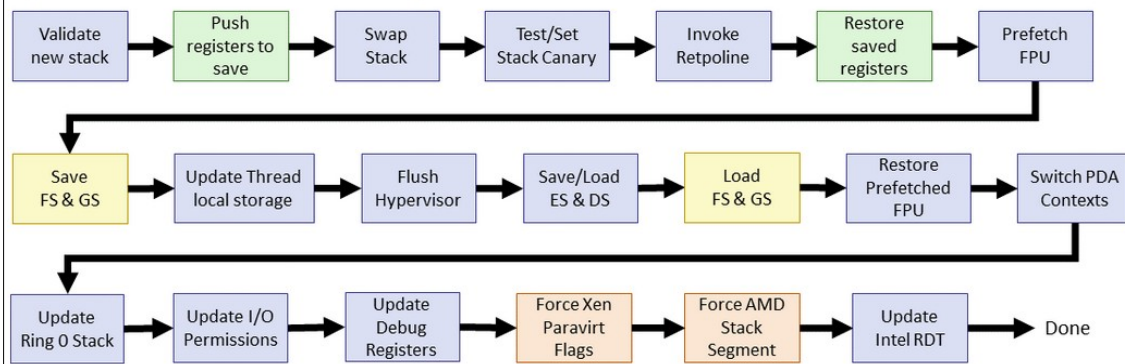 Validate
new stack
Push
registers to
save
Swap
Stack
Test/Set
Stack Canary
Invoke
Retpoline
Restore
saved
registers
Prefetch
FPU
Save
FS & GS
Update Thread
local storage
Flush
Hypervisor
Save/Load
ES & DS
Load
FS & GS
Restore
Prefetched
FPU
Switch PDA
Contexts
Update
Ring 0 Stack
Update I/O
Permissions
Update
Debug
Registers
Force Xen
Paravirt
Flags
Force AMD
Stack
Segment
Update
Intel RDT
Done